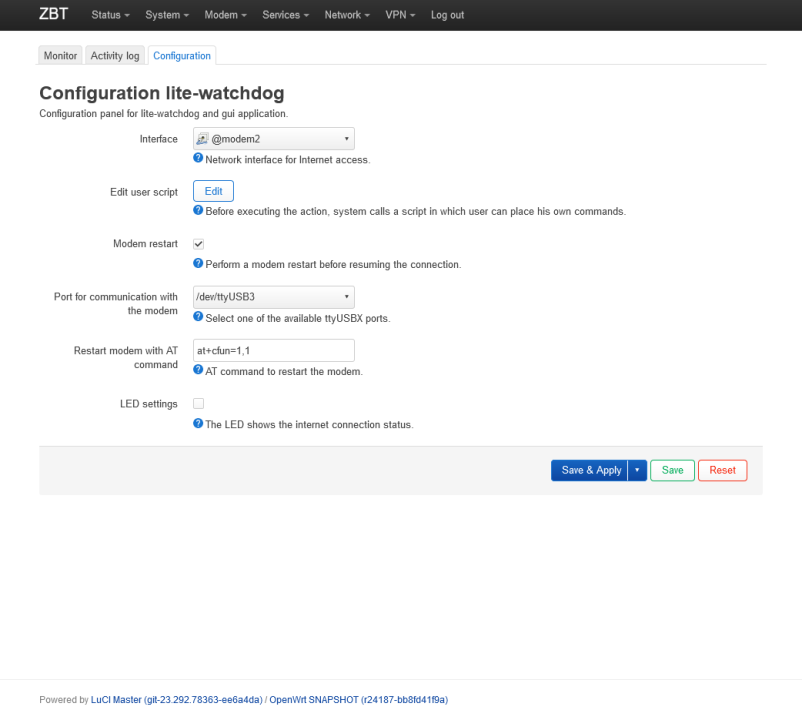 ZBT Status System Modem Services Network VPN Log out
Monitor Activity log Configuration
Configuration lite-watchdog
Configuration panel for lite-watchdog and gui application.
Interface @modem2
Network interface for Internet access.
Edit user script Edit
Before executing the action, system calls a script in which user can place his own commands.
Modem restart
Perform a modem restart before resuming the connection.
Port for communication with the modem /dev/ttyUSB3
Select one of the available ttyUSBX ports.
Restart modem with AT command at+cfun=1,1
AT command to restart the modem.
LED settings
The LED shows the internet connection status.
Save & Apply Save Reset
Powered by LuCI Master (git-23.292.78363-ee6a4da) / OpenWrt SNAPSHOT (r24187-bb8fd41f9a)